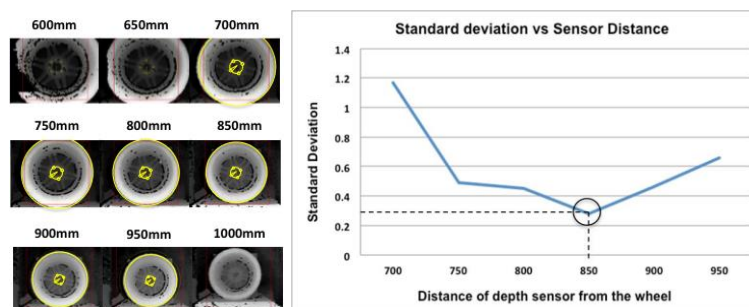 600mm 650mm 700mm
750mm 800mm 850mm
900mm 950mm 1000mm
Standard deviation vs Sensor Distance
Standard Deviation
1.4
1.2
1
0.8
0.6
0.4
0.2
0
700 750 800 850 900 950
Distance of depth sensor from the wheel